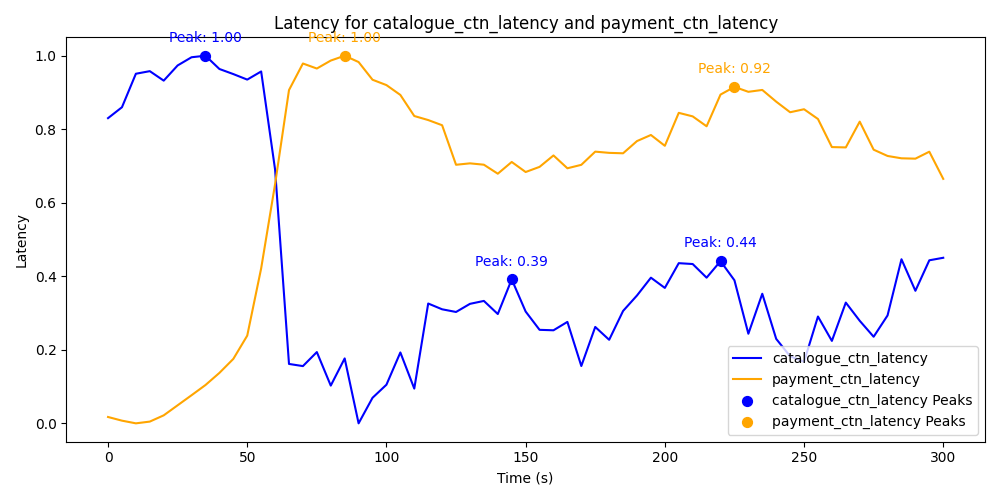 Latency for catalogue_ctn_latency and payment_ctn_latency
Peak: 1.00
Peak: 1.00
Peak: 0.92
Peak: 0.39
Peak: 0.44
Latency
1.0
0.8
0.6
0.4
0.2
0.0
catalogue_ctn_latency
payment_ctn_latency
catalogue_ctn_latency Peaks
payment_ctn_latency Peaks
0
50
100
150
200
250
300
Time (s)